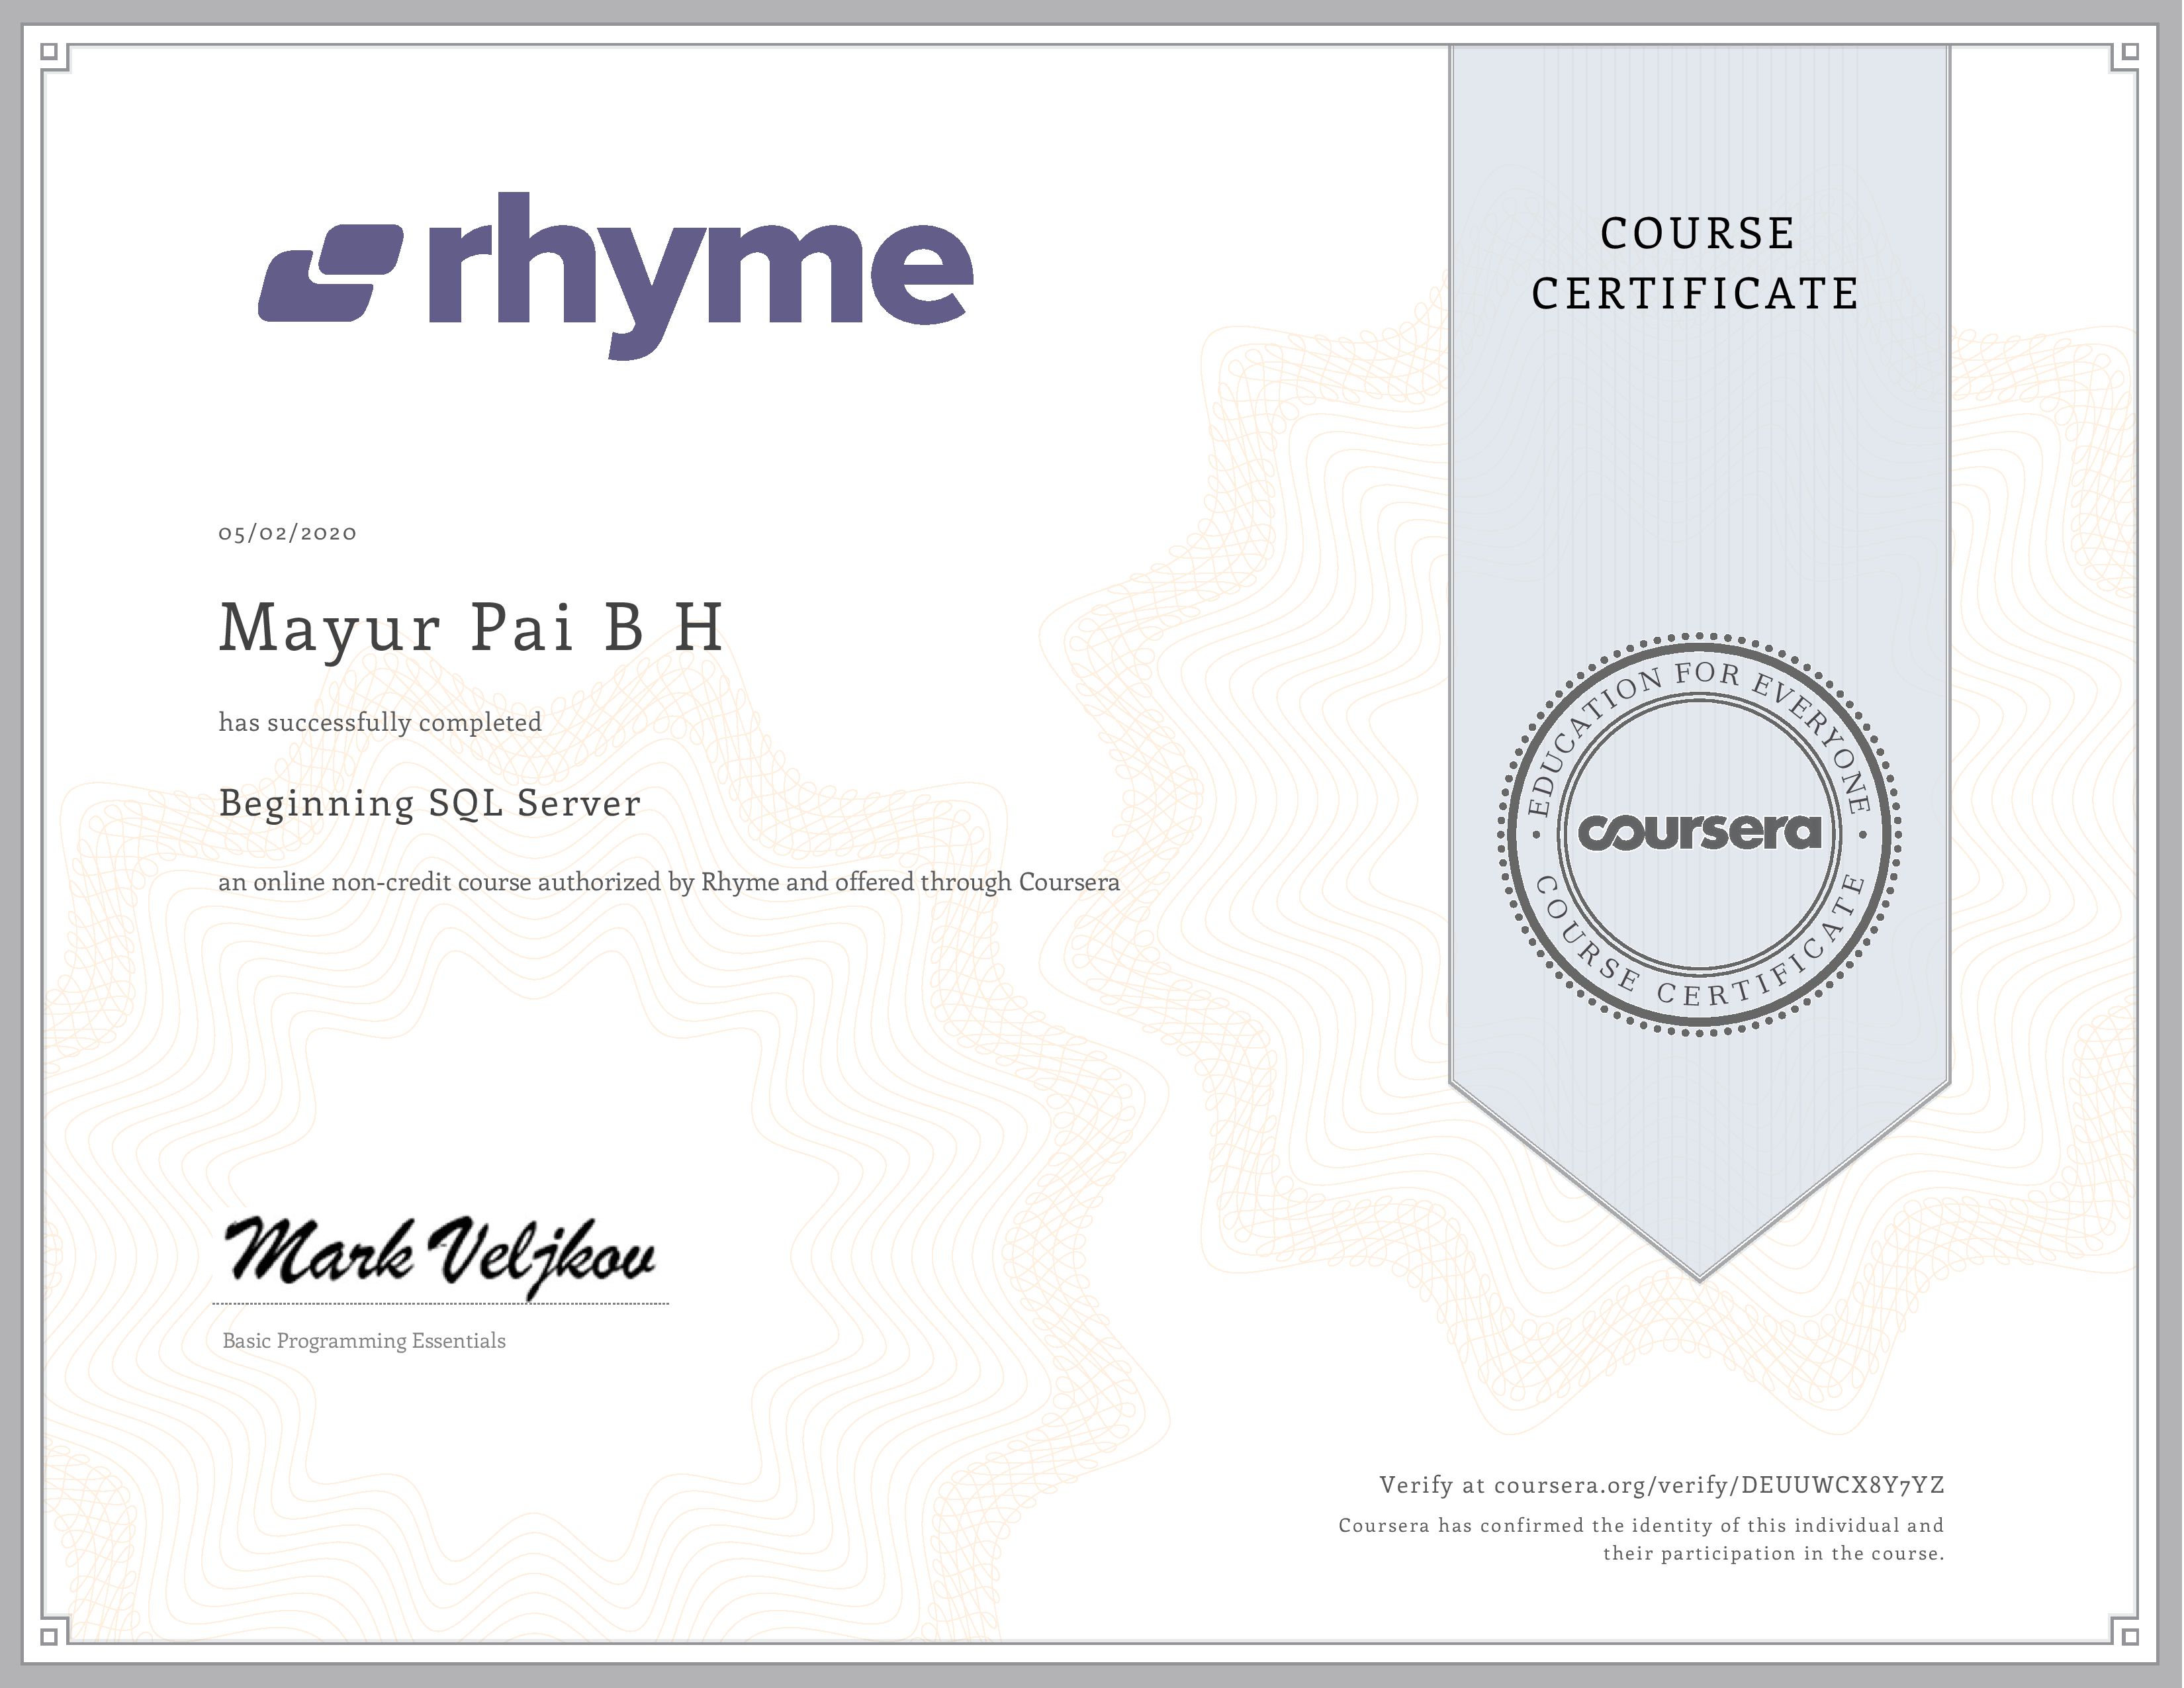 rhyme
COURSE
CERTIFICATE
05/02/2020
Mayur Pai B H
has successfully completed
Beginning SQL Server
an online non-credit course authorized by Rhyme and offered through Coursera
EDUCATION FOR EVERYONE
coursera
COURSE CERTIFICATE
Mark Veljkov
Basic Programming Essentials
Verify at coursera.org/verify/DEUUWCX8Y7YZ
Coursera has confirmed the identity of this individual and
their participation in the course.